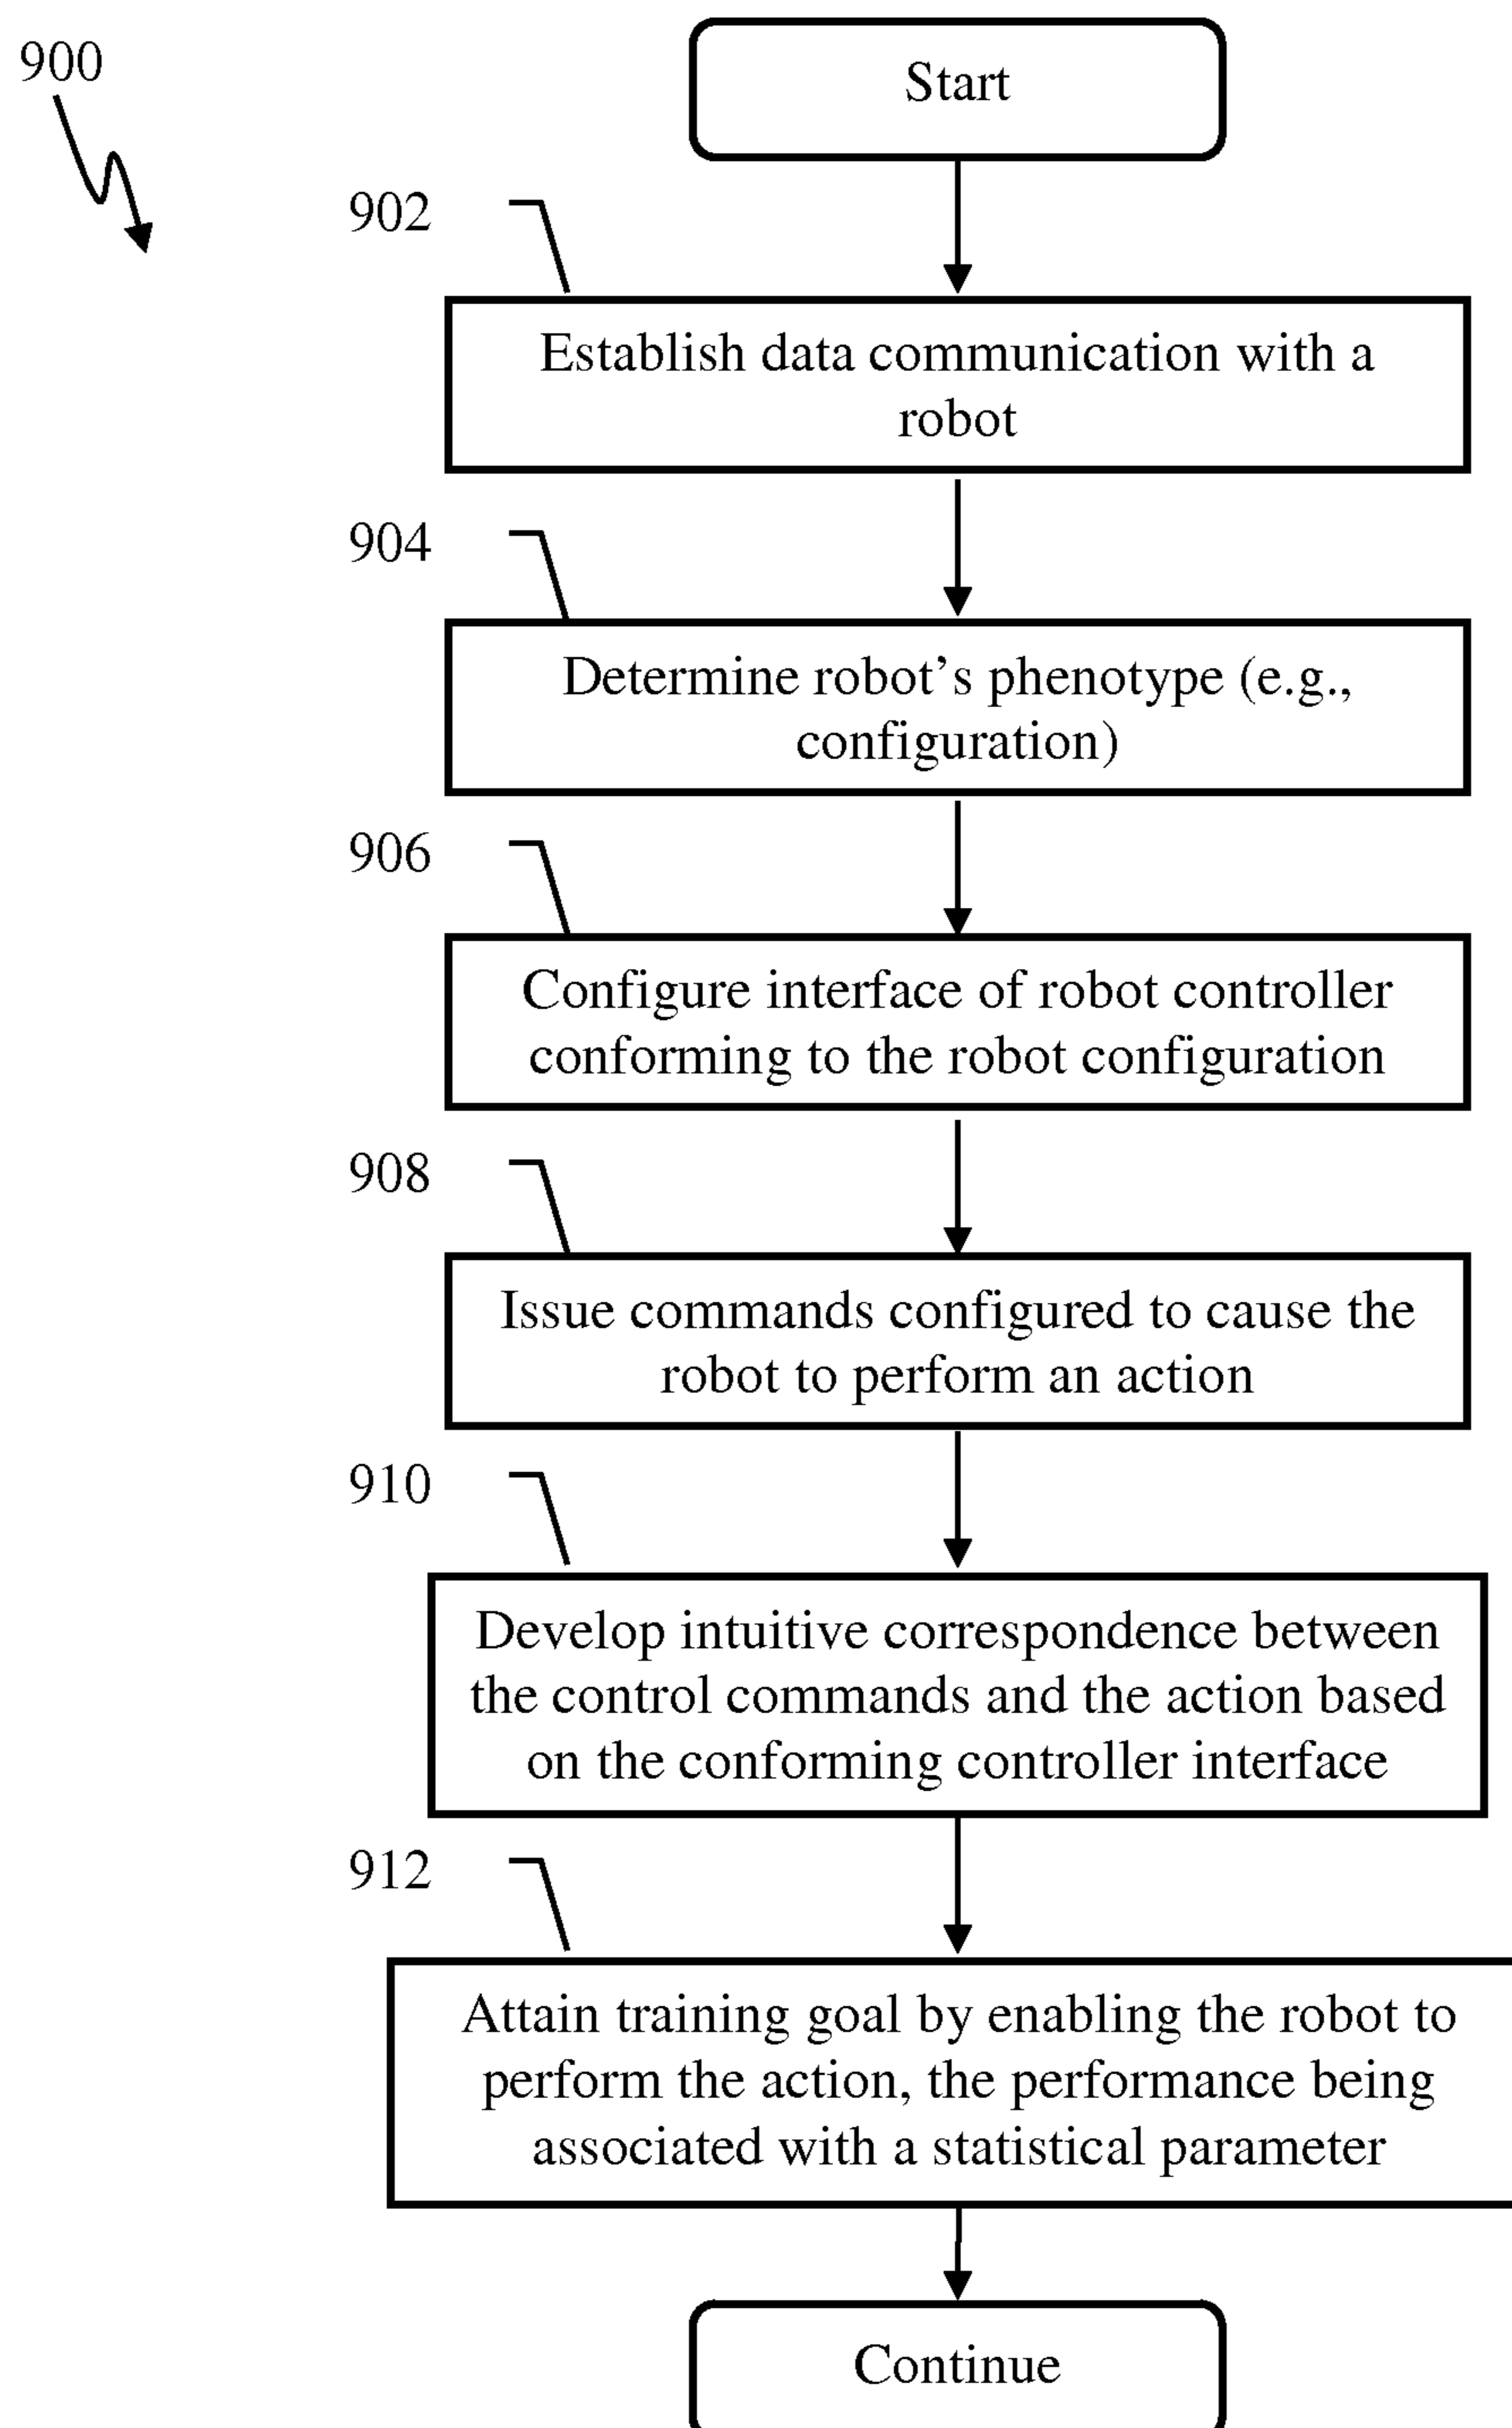 900
Start
902
Establish data communication with a
robot
904
Determine robot’s phenotype (e.g.,
configuration)
906
Configure interface of robot controller
conforming to the robot configuration
908
Issue commands configured to cause the
robot to perform an action
910
Develop intuitive correspondence between
the control commands and the action based
on the conforming controller interface
912
Attain training goal by enabling the robot to
perform the action, the performance being
associated with a statistical parameter
Continue